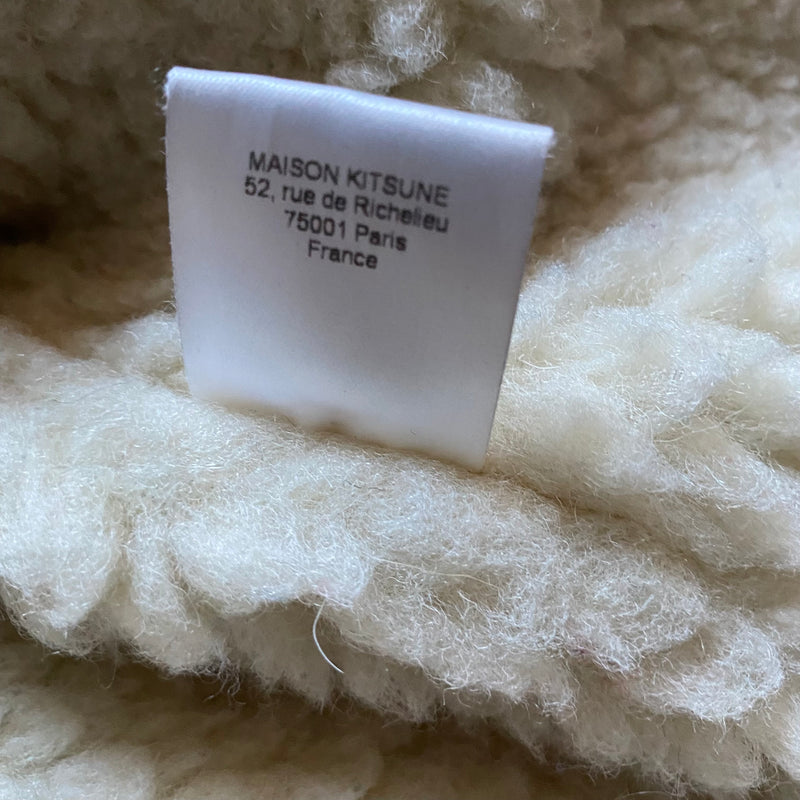 MAISON KITSUNE
52, rue de Richelieu
75001 Paris
France